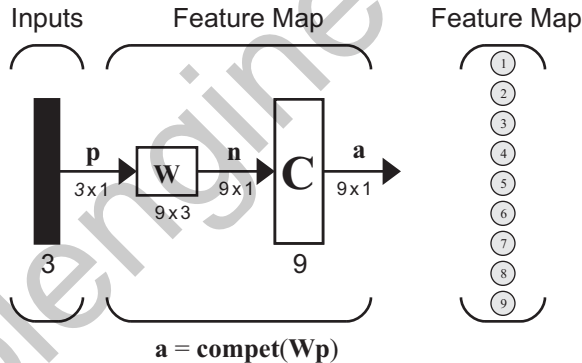 Inputs
Feature Map
Feature Map
p
3x1
W
9x3
n
9x1
C
a
9x1
3
9
1
2
3
4
5
6
7
8
9
a = compet(Wp)